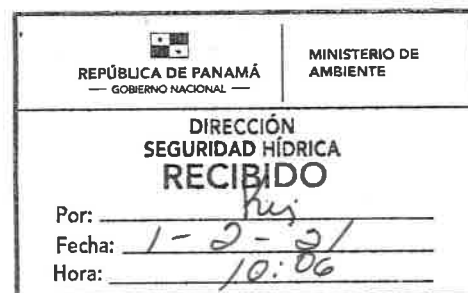 REPÚBLICA DE PANAMÁ
— GOBIERNO NACIONAL —
MINISTERIO DE
AMBIENTE
DIRECCIÓN
SEGURIDAD HÍDRICA
RECIBIDO
Por:
Fecha: 1-2-21
Hora: 10:06